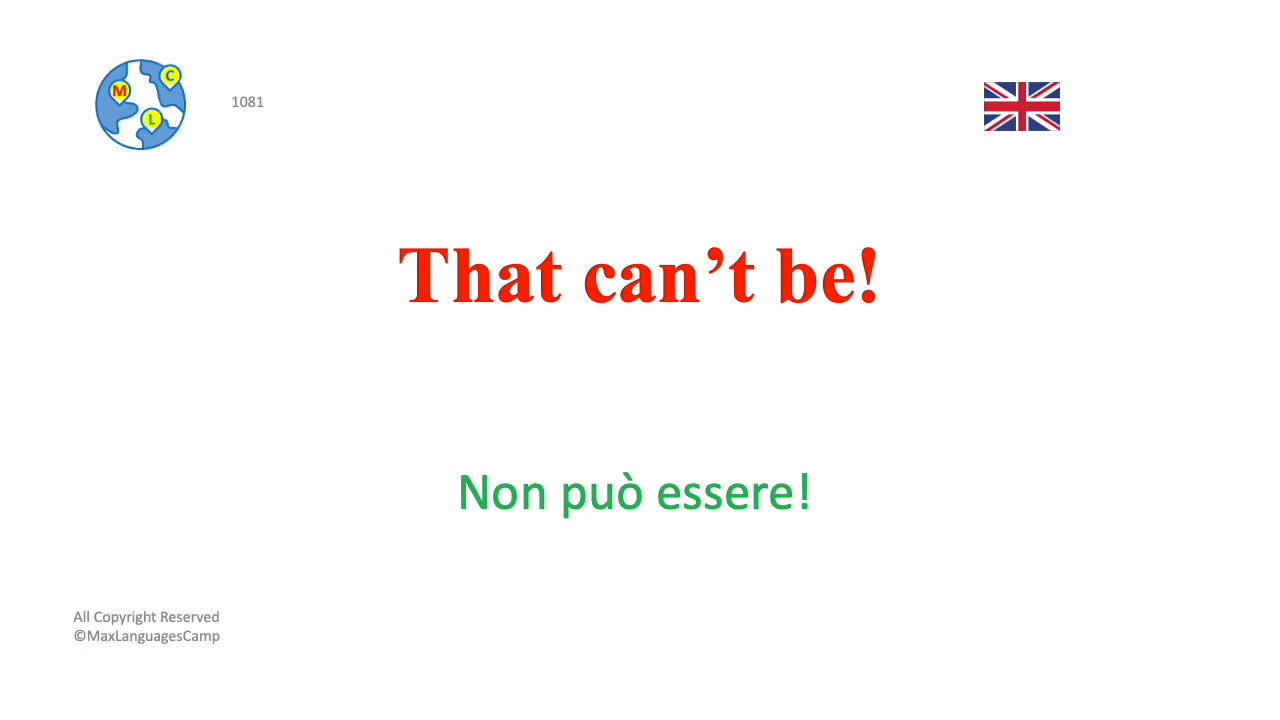 M
C
L
1081
That can’t be!
Non può essere!
All Copyright Reserved
©MaxLanguagesCamp